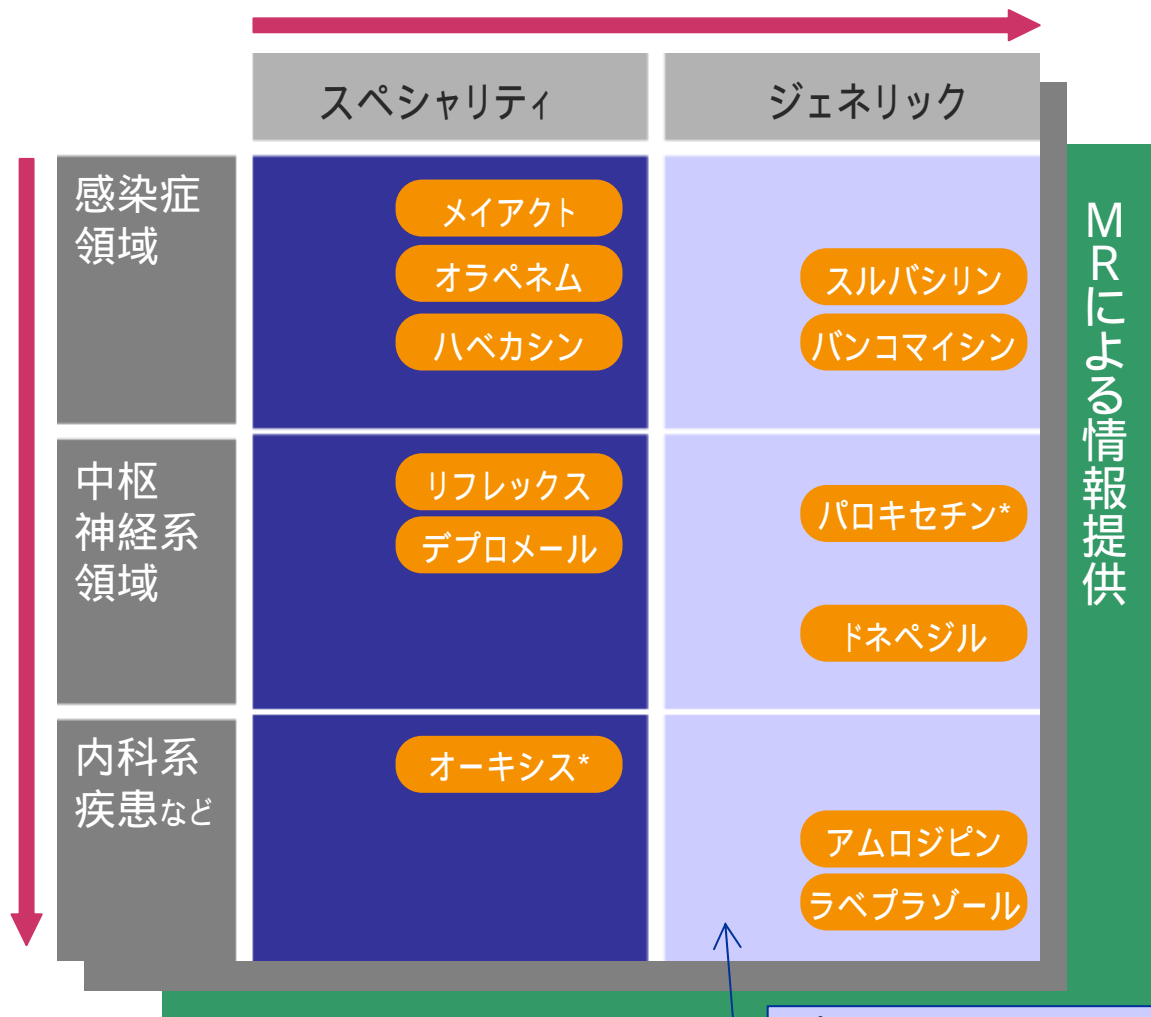 スペシャリティ
ジェネリック
感染症
領域
メイアクト
オラペネム
ハベカシン
スルバシリン
バンコマイシン
中枢
神経系
領域
リフレックス
デプロメール
パロキセチン*
ドネペジル
内科系
疾患など
オーキシス*
アムロジピン
ラベプラゾール
MRによる情報提供